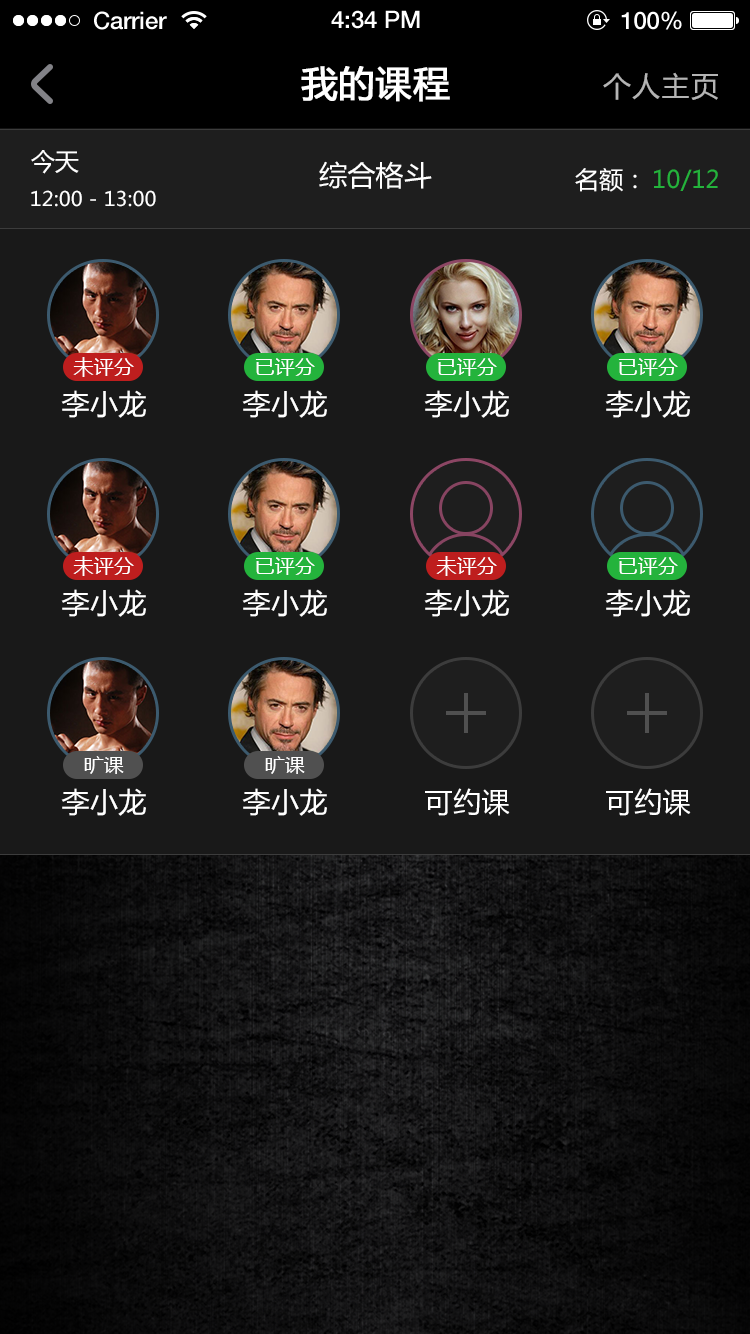 Carrier 4:34 PM 100%
我的课程 个人主页
今天
12:00 - 13:00
综合格斗
名额： 10/12
未评分 已评分 已评分 已评分
李小龙 李小龙 李小龙 李小龙
未评分 已评分 未评分 已评分
李小龙 李小龙 李小龙 李小龙
旷课 旷课
李小龙 李小龙 可约课 可约课